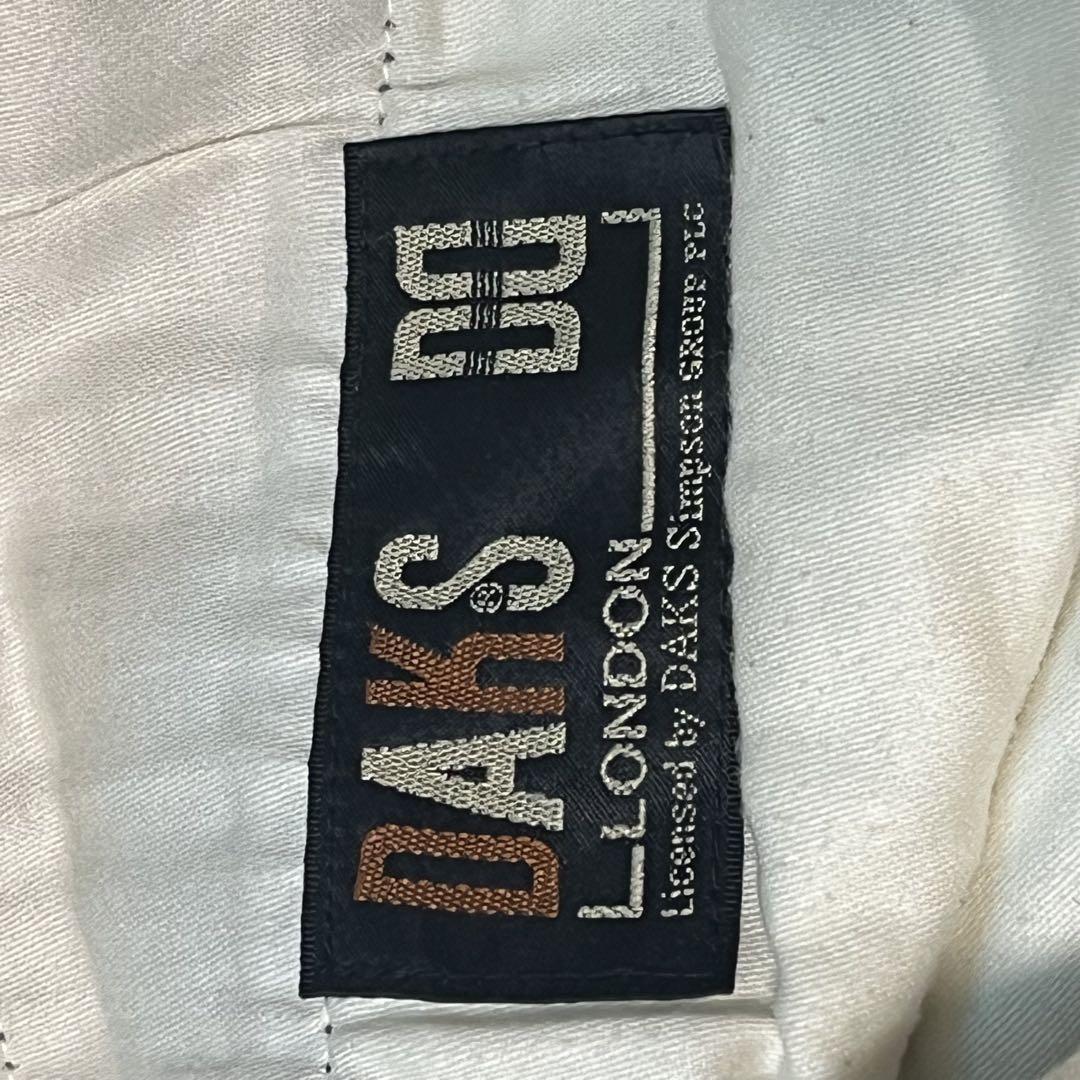 DAKS® DD
LONDON
Licensed by DAKS Simpson GROUP PLC